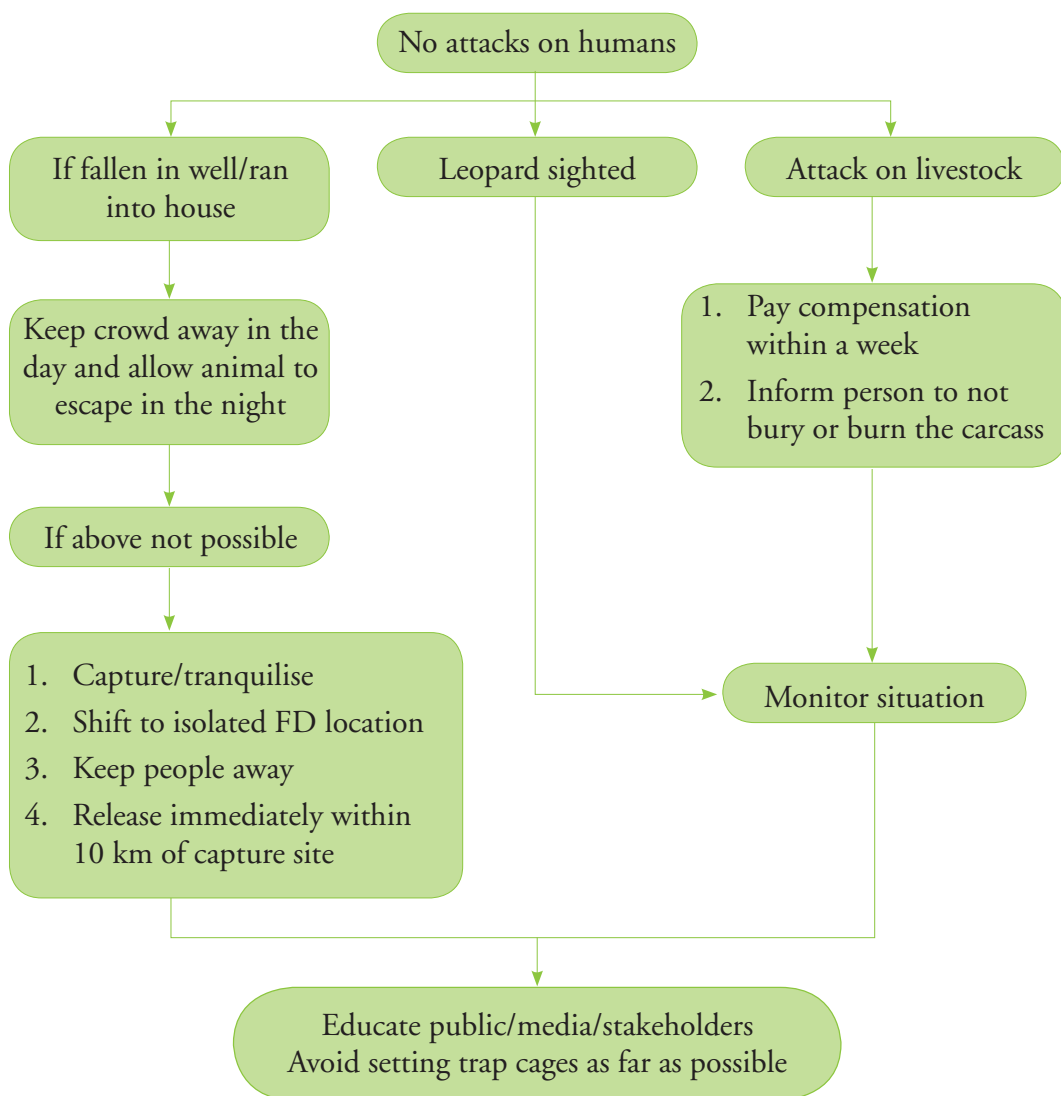 No attacks on humans
If fallen in well/ran
into house
Leopard sighted
Attack on livestock
Keep crowd away in the
day and allow animal to
escape in the night
1. Pay compensation
within a week
2. Inform person to not
bury or burn the carcass
If above not possible
1. Capture/tranquilise
2. Shift to isolated FD location
3. Keep people away
4. Release immediately within
10 km of capture site
Monitor situation
Educate public/media/stakeholders
Avoid setting trap cages as far as possible